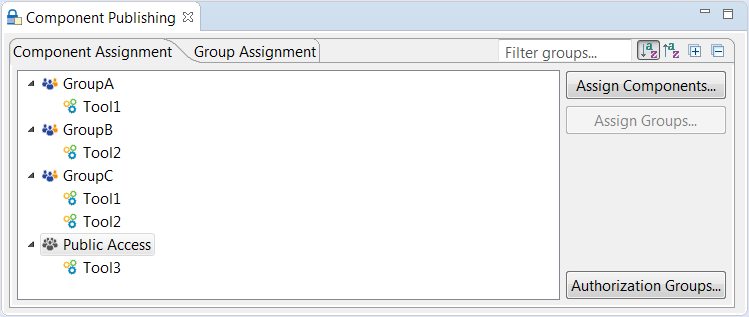 Component Publishing
Component Assignment Group Assignment Filter groups...
GroupA
Tool1
GroupB
Tool2
GroupC
Tool1
Tool2
Public Access
Tool3
Assign Components...
Assign Groups...
Authorization Groups...